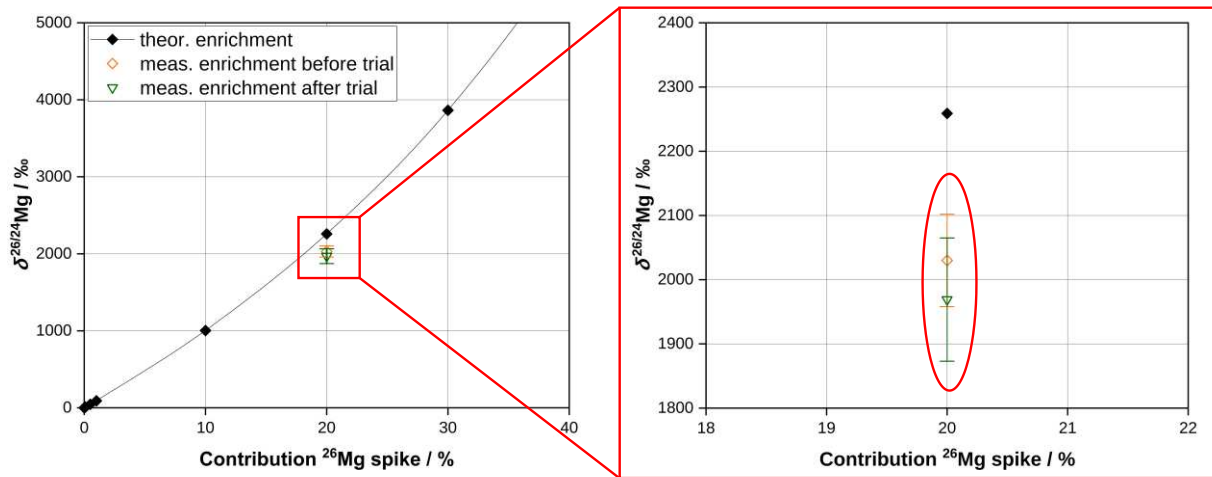 5000
4000
3000
2000
1000
0
δ²⁶/²⁴Mg / ‰
theor. enrichment
meas. enrichment before trial
meas. enrichment after trial
0 10 20 30 40
Contribution ²⁶Mg spike / %
2400
2300
2200
2100
2000
1900
1800
δ²⁶/²⁴Mg / ‰
18 19 20 21 22
Contribution ²⁶Mg spike / %